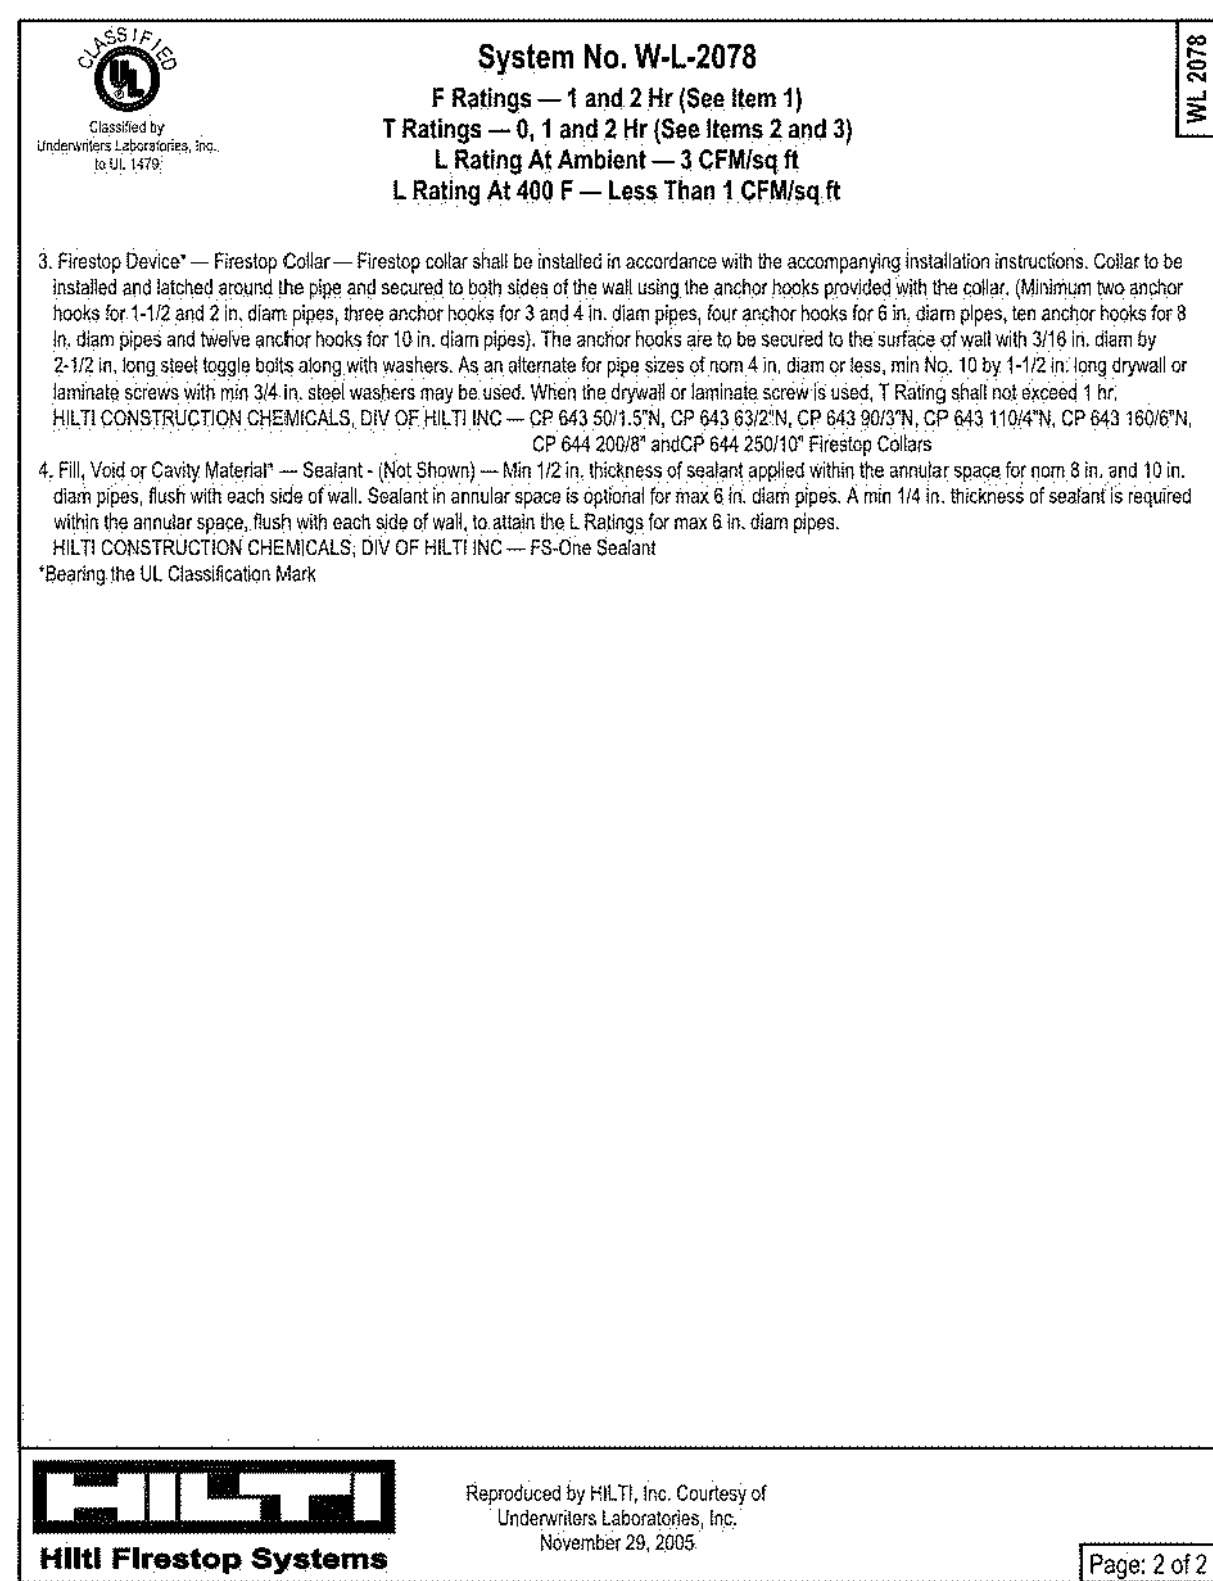 CLASSIFIED
UL
Classified by
Underwriters Laboratories, Inc.
to UL 1479
System No. W-L-2078
F Ratings — 1 and 2 Hr (See Item 1)
T Ratings — 0, 1 and 2 Hr (See Items 2 and 3)
L Rating At Ambient — 3 CFM/sq ft
L Rating At 400 F — Less Than 1 CFM/sq ft
WL 2078
3. Firestop Device* — Firestop Collar — Firestop collar shall be installed in accordance with the accompanying installation instructions. Collar to be
installed and latched around the pipe and secured to both sides of the wall using the anchor hooks provided with the collar. (Minimum two anchor
hooks for 1-1/2 and 2 in. diam pipes, three anchor hooks for 3 and 4 in. diam pipes, four anchor hooks for 6 in. diam pipes, ten anchor hooks for 8
in. diam pipes and twelve anchor hooks for 10 in. diam pipes). The anchor hooks are to be secured to the surface of wall with 3/16 in. diam by
2-1/2 in. long steel toggle bolts along with washers. As an alternate for pipe sizes of nom 4 in. diam or less, min No. 10 by 1-1/2 in. long drywall or
laminate screws with min 3/4 in. steel washers may be used. When the drywall or laminate screw is used, T Rating shall not exceed 1 hr.
HILTI CONSTRUCTION CHEMICALS, DIV OF HILTI INC — CP 643 50/1.5"N, CP 643 63/2"N, CP 643 90/3"N, CP 643 110/4"N, CP 643 160/6"N,
CP 644 200/8" andCP 644 250/10" Firestop Collars
4. Fill, Void or Cavity Material* — Sealant - (Not Shown) — Min 1/2 in. thickness of sealant applied within the annular space for nom 8 in. and 10 in.
diam pipes, flush with each side of wall. Sealant in annular space is optional for max 6 in. diam pipes. A min 1/4 in. thickness of sealant is required
within the annular space, flush with each side of wall, to attain the L Ratings for max 6 in. diam pipes.
HILTI CONSTRUCTION CHEMICALS, DIV OF HILTI INC — FS-One Sealant
*Bearing the UL Classification Mark
HILTI
Hilti Firestop Systems
Reproduced by HILTI, Inc. Courtesy of
Underwriters Laboratories, Inc.
November 29, 2005
Page: 2 of 2